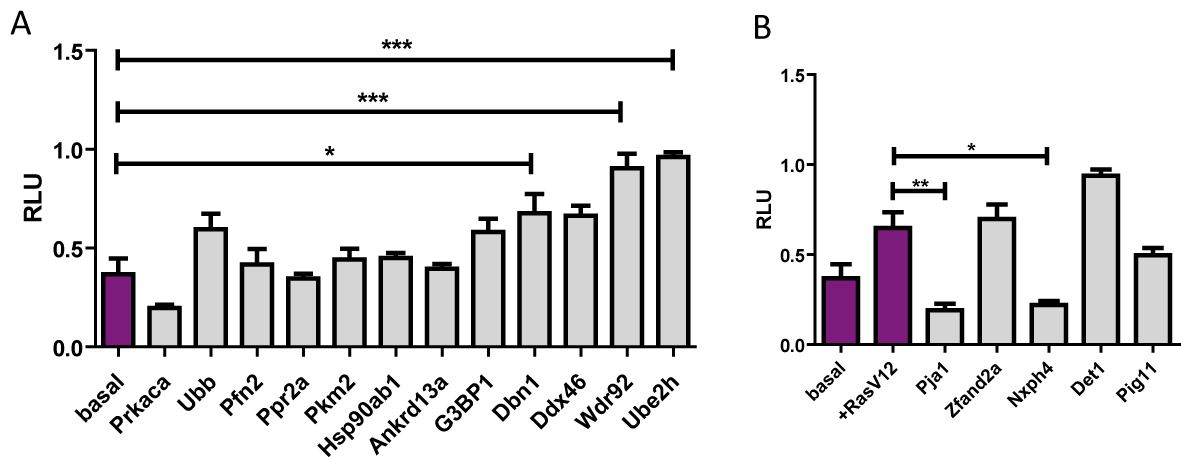 A
RLU
1.5
1.0
0.5
0.0
***
***
*
basal
Prkaca
Ubb
Pfn2
Ppr2a
Pkm2
Hsp90ab1
Ankrd13a
G3BP1
Dbn1
Ddx46
Wdr92
Ube2h
B
RLU
1.5
1.0
0.5
0.0
*
**
basal
+RasV12
Pja1
Zfand2a
Nxph4
Det1
Pig11